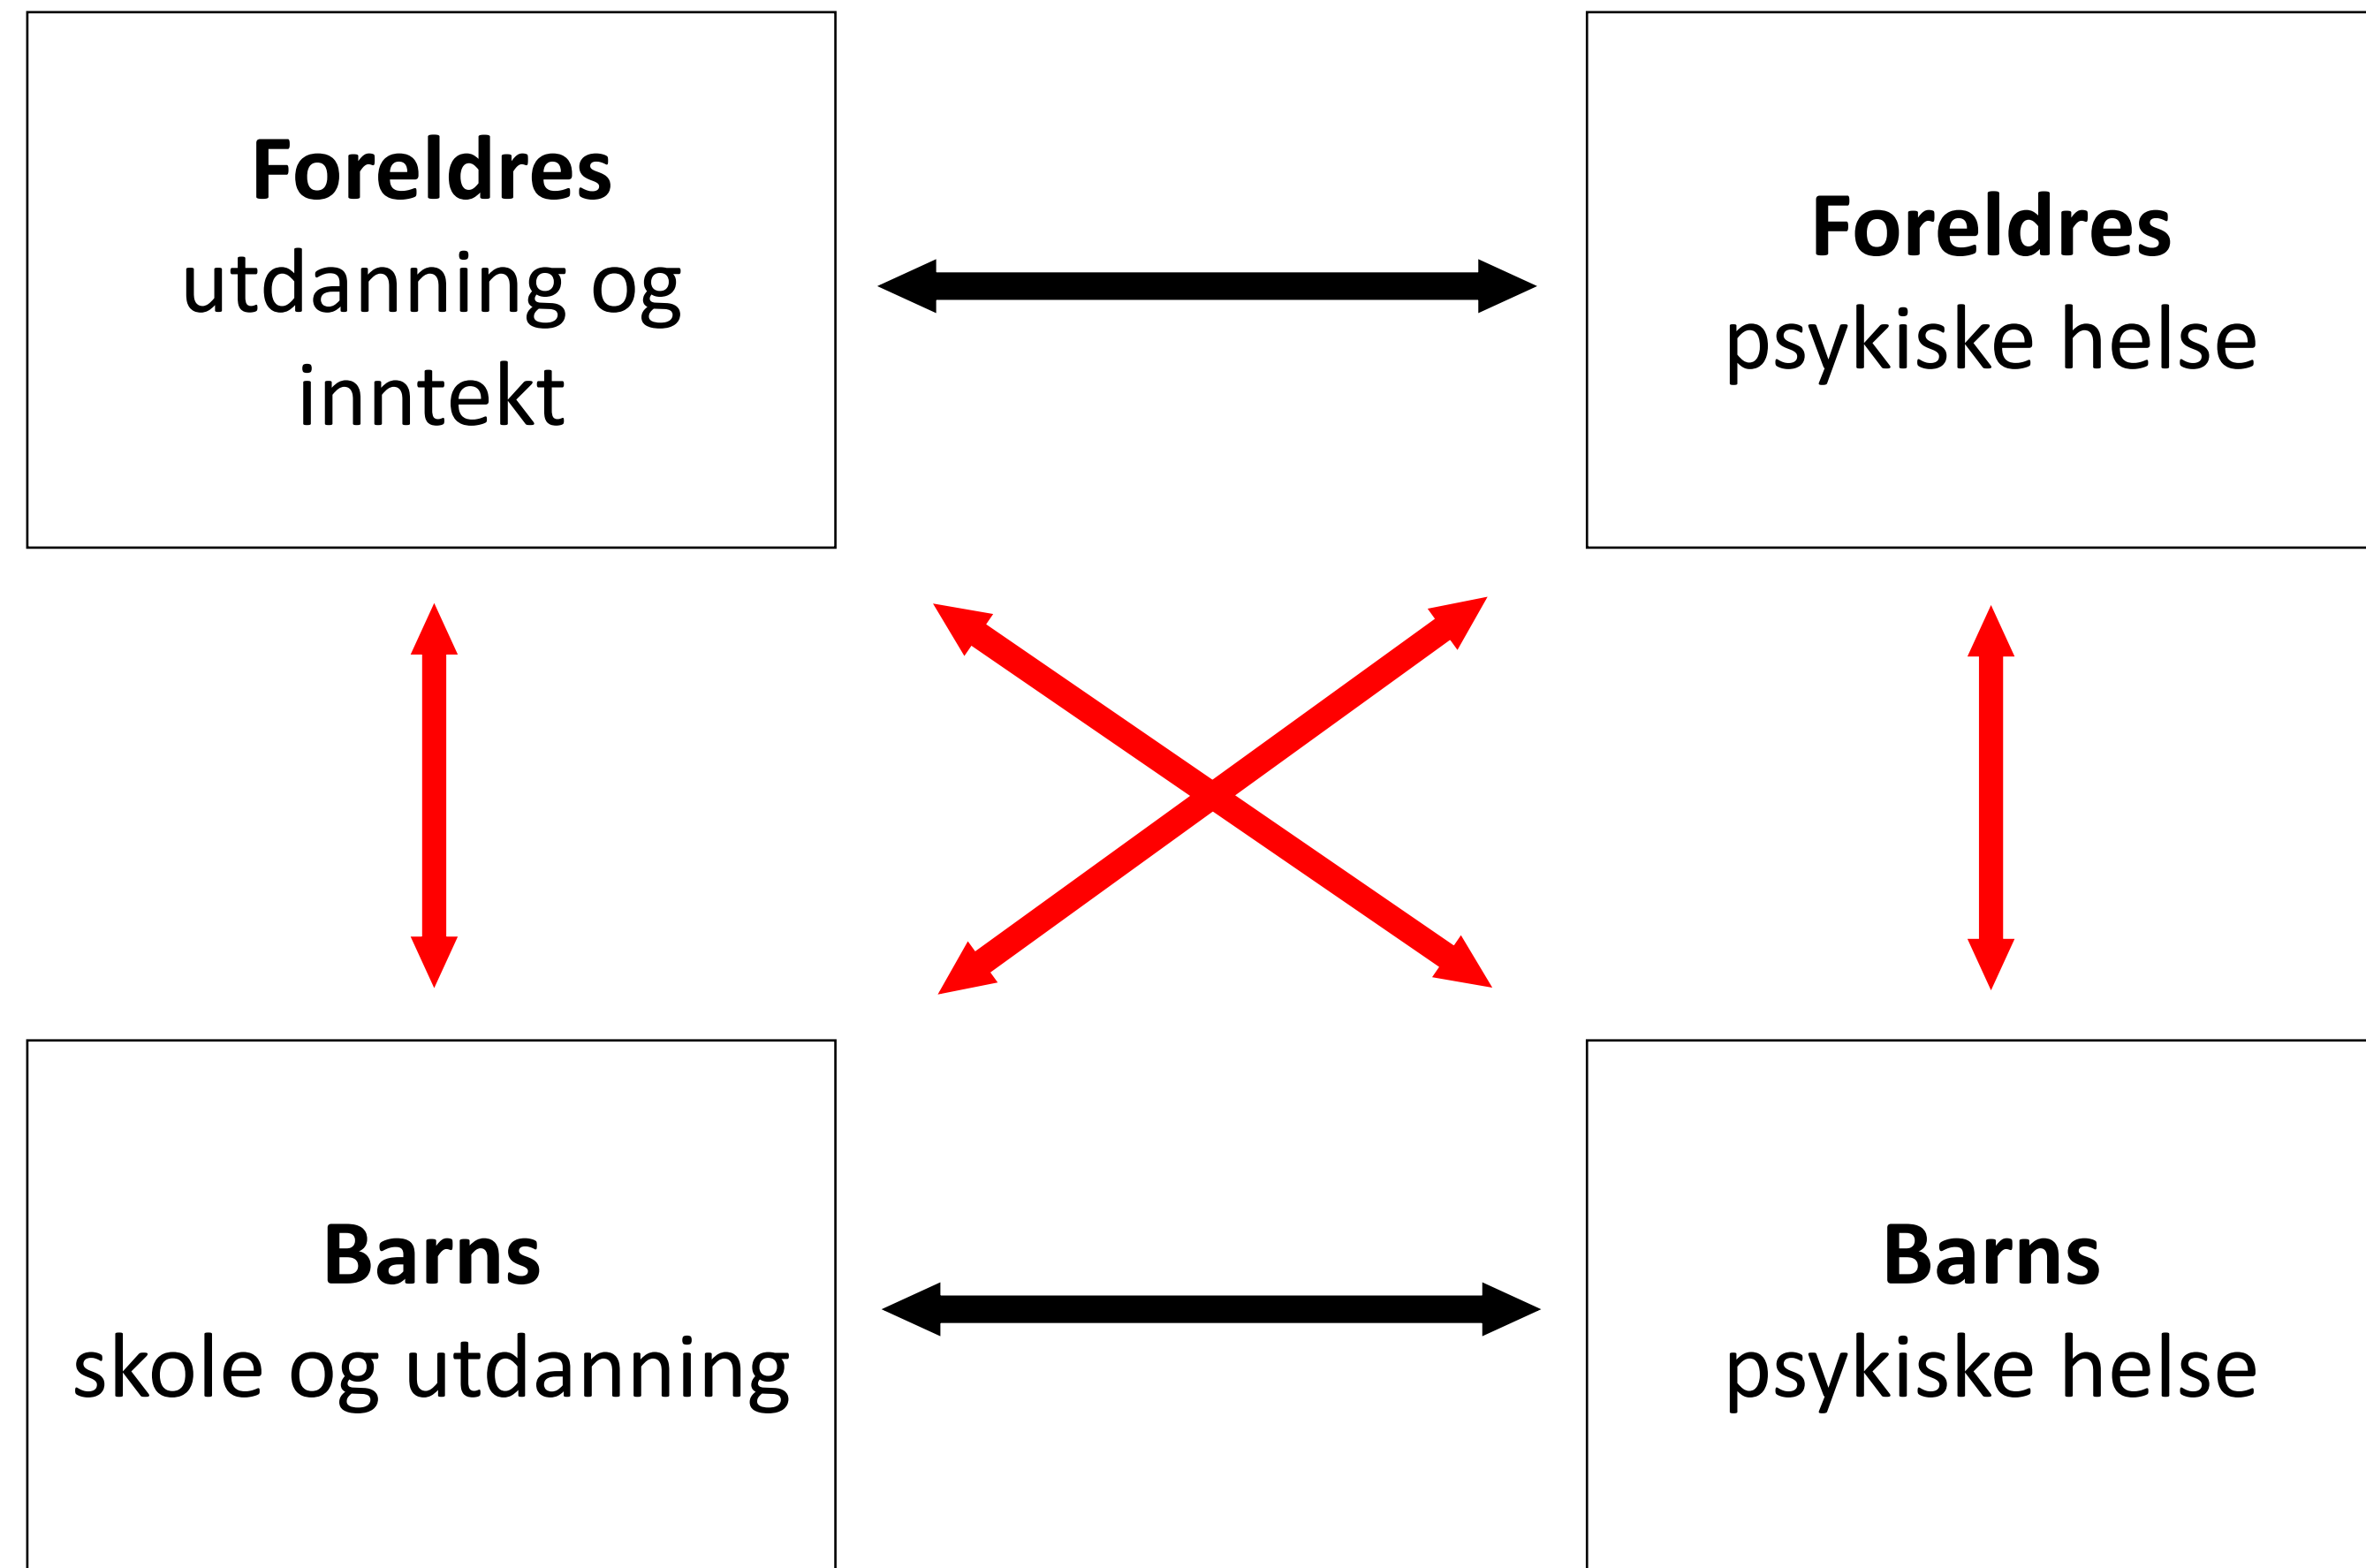 Foreldres
utdanning og
inntekt
Foreldres
psykiske helse
Barns
skole og utdanning
Barns
psykiske helse